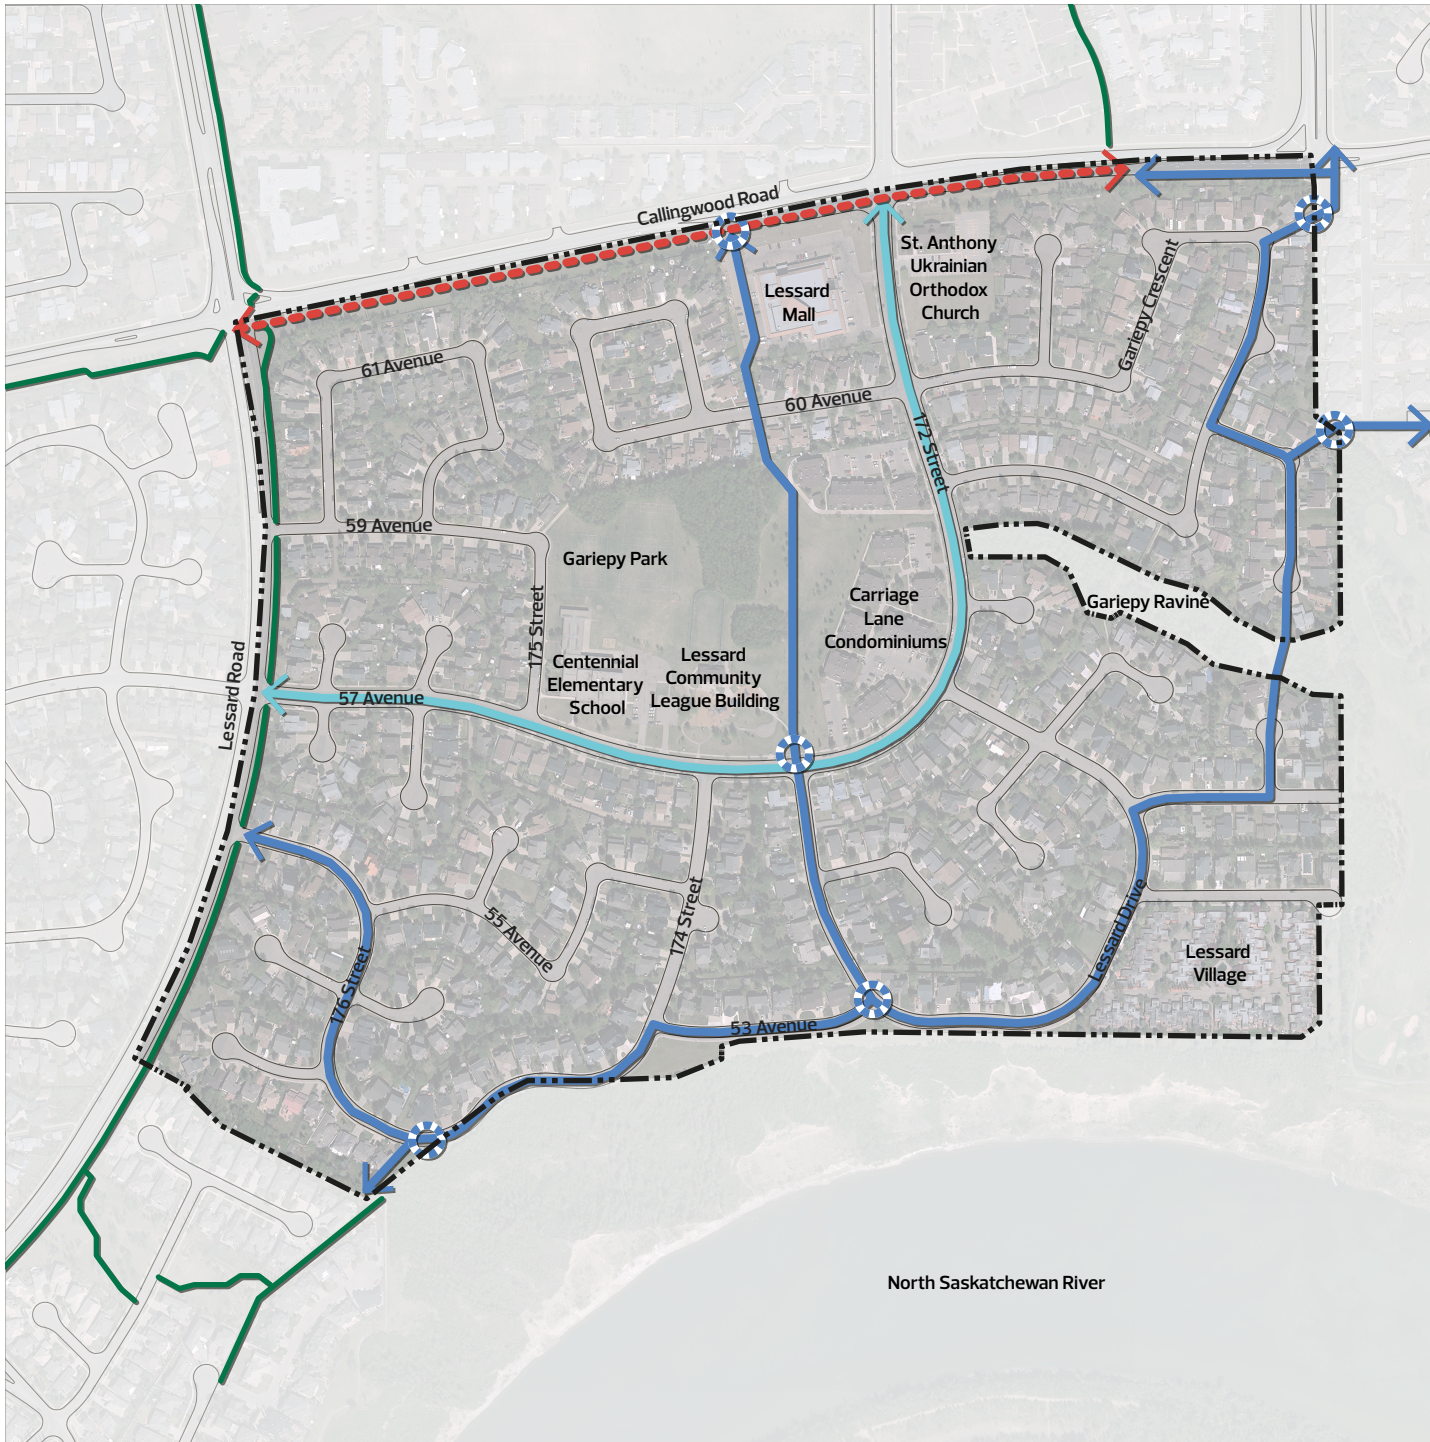 Callingwood Road
St. Anthony
Ukrainian
Orthodox
Church
Lessard
Mall
Gariepy Crescent
61 Avenue
60 Avenue
172 Street
59 Avenue
Gariepy Park
175 Street
Carriage
Lane
Condominiums
Gariepy Ravine
Centennial
Elementary
School
Lessard
Community
League Building
Lessard Road
57 Avenue
55 Avenue
174 Street
176 Street
Lessard Drive
Lessard
Village
53 Avenue
North Saskatchewan River